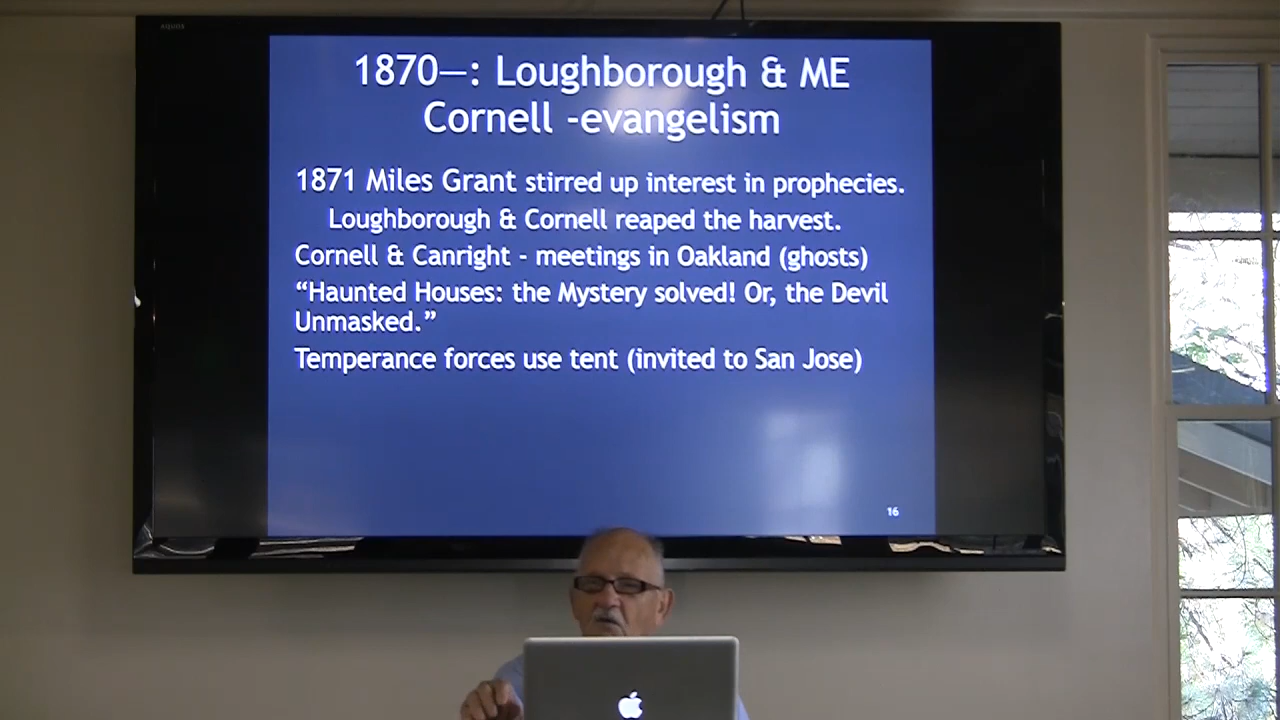 AQUOS
1870—: Loughborough & ME
Cornell -evangelism
1871 Miles Grant stirred up interest in prophecies.
Loughborough & Cornell reaped the harvest.
Cornell & Canright - meetings in Oakland (ghosts)
“Haunted Houses: the Mystery solved! Or, the Devil
Unmasked.”
Temperance forces use tent (invited to San Jose)
16